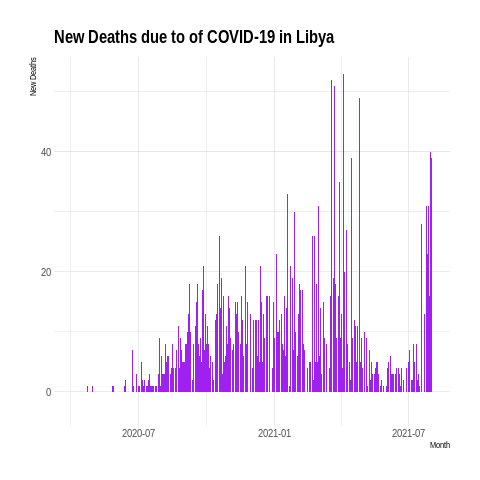 New Deaths due to of COVID-19 in Libya
New Deaths
40
20
0
2020-07
2021-01
2021-07
Month